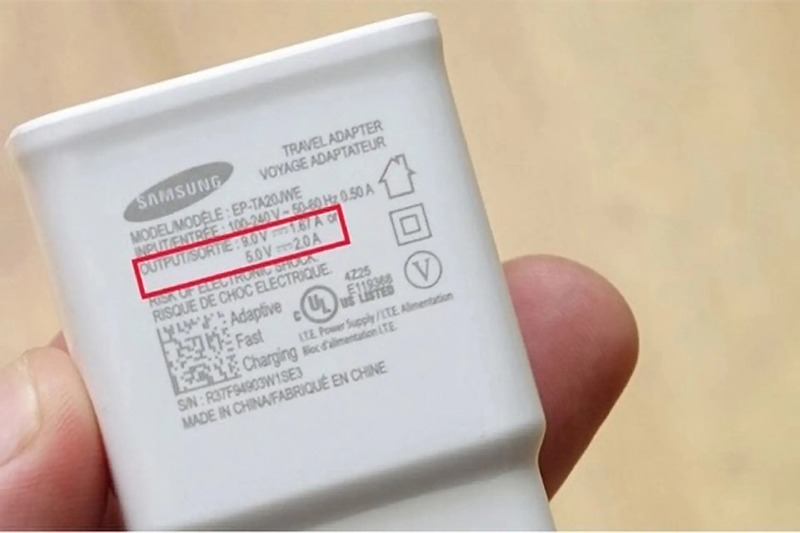 TRAVEL ADAPTER
VOYAGE ADAPTATEUR
SAMSUNG
MODEL/MODÈLE : EP-TA20JWE
INPUT/ENTRÉE : 100-240 V ~ 50-60 Hz 0.50 A
OUTPUT/SORTIE : 9.0 V ⎓ 1.67 A or
5.0 V ⎓ 2.0 A
RISK OF ELECTRONIC SHOCK.
RISQUE DE CHOC ELECTRIQUE.
Adaptive
Fast
Charging
c UL US LISTED
4Z25
E119368
I.T.E. Power Supply / I.T.E. Alimentation
Bloc d'alimentation I.T.E.
V
S/N : R37F94903W1SE3
MADE IN CHINA/FABRIQUÉ EN CHINE